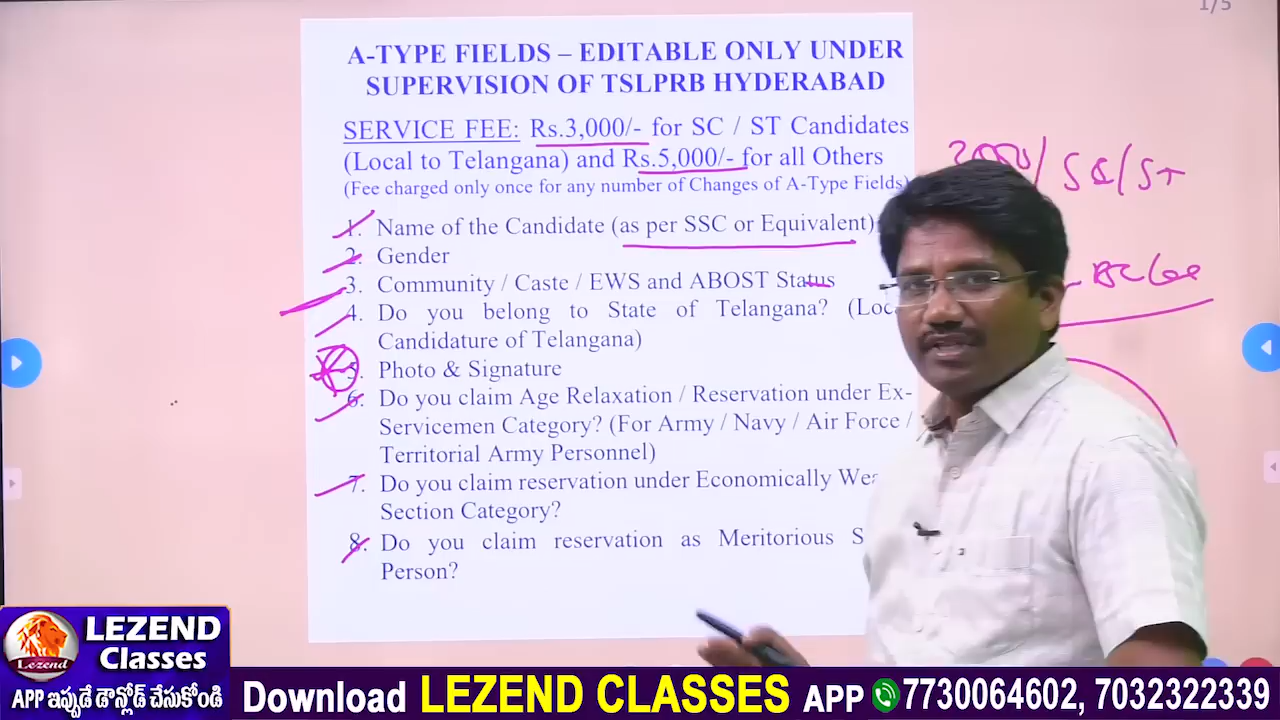 1/5
A-TYPE FIELDS – EDITABLE ONLY UNDER
SUPERVISION OF TSLPRB HYDERABAD
SERVICE FEE: Rs.3,000/- for SC / ST Candidates
(Local to Telangana) and Rs.5,000/- for all Others
(Fee charged only once for any number of Changes of A-Type Fields)
1. Name of the Candidate (as per SSC or Equivalent)
2. Gender
3. Community / Caste / EWS and ABOST Status
4. Do you belong to State of Telangana? (Loc
Candidature of Telangana)
5. Photo & Signature
6. Do you claim Age Relaxation / Reservation under Ex-
Servicemen Category? (For Army / Navy / Air Force /
Territorial Army Personnel)
7. Do you claim reservation under Economically Wea
Section Category?
8. Do you claim reservation as Meritorious S
Person?
SC/ST
LEZEND
Classes
Lezend
APP ఇప్పుడే డౌన్లోడ్ చేసుకోండి
Download LEZEND CLASSES APP 7730064602, 7032322339